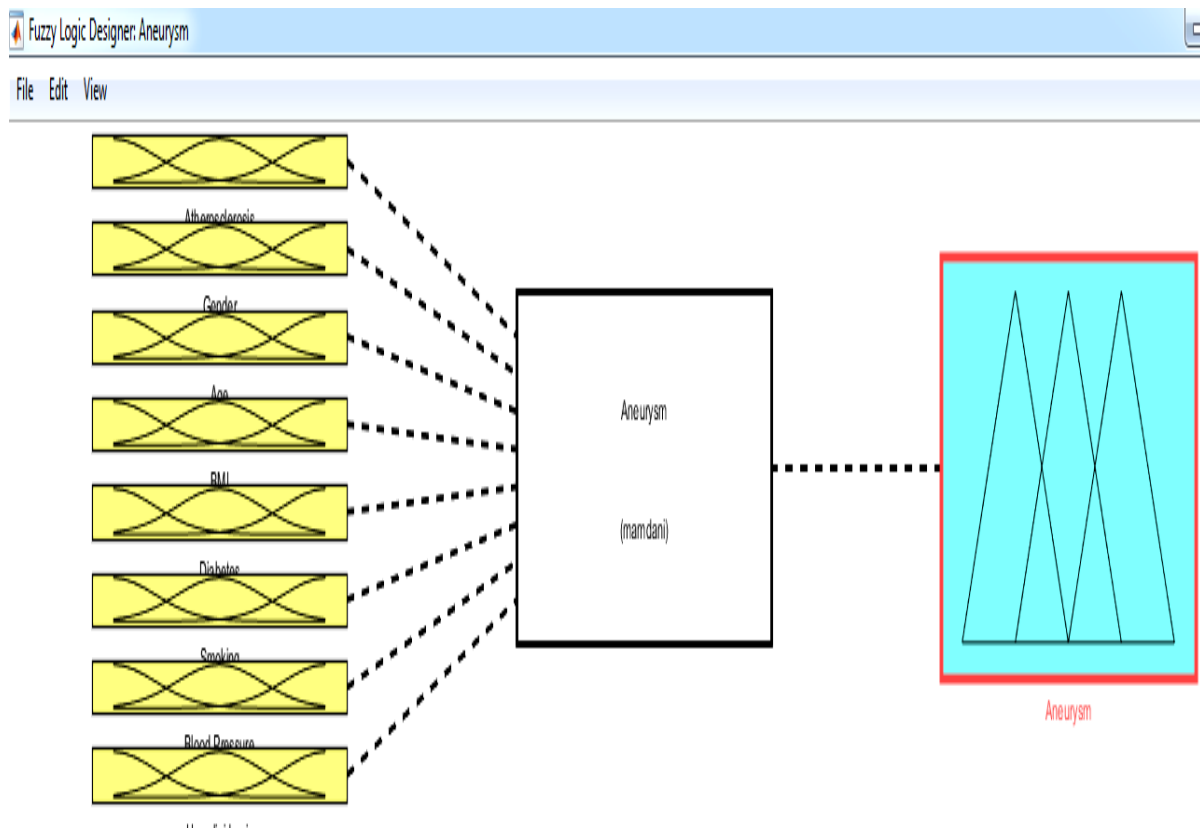 Fuzzy Logic Designer: Aneurysm
File Edit View
Atherosclerosis
Gender
Age
BMI
Diabetes
Smoking
Blood Pressure
Aneurysm
(mamdani)
Aneurysm